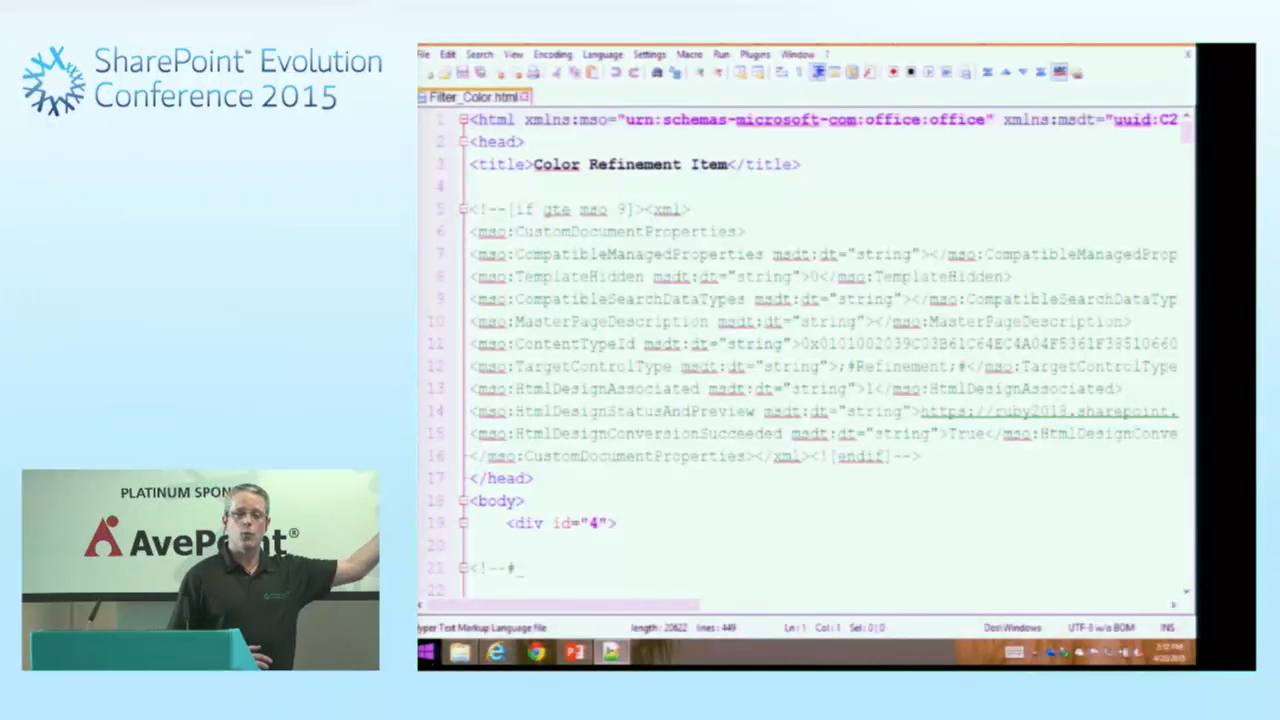 SharePoint™ Evolution
Conference 2015
File Edit Search View Encoding Language Settings Macro Run Plugins Window ? X
Filter_Color.html
1 <html xmlns:mso="urn:schemas-microsoft-com:office:office" xmlns:msdt="uuid:C2
2 <head>
3 <title>Color Refinement Item</title>
4
5 <!--[if gte mso 9]><xml>
6 <mso:CustomDocumentProperties>
7 <mso:CompatibleManagedProperties msdt:dt="string"></mso:CompatibleManagedProp
8 <mso:TemplateHidden msdt:dt="string">0</mso:TemplateHidden>
9 <mso:CompatibleSearchDataTypes msdt:dt="string"></mso:CompatibleSearchDataTyp
10 <mso:MasterPageDescription msdt:dt="string"></mso:MasterPageDescription>
11 <mso:ContentTypeId msdt:dt="string">0x0101002039C03B61C64EC4A04F5361F38510660
12 <mso:TargetControlType msdt:dt="string">;#Refinement;#</mso:TargetControlType
13 <mso:HtmlDesignAssociated msdt:dt="string">1</mso:HtmlDesignAssociated>
14 <mso:HtmlDesignStatusAndPreview msdt:dt="string">https://ruby2018.sharepoint.
15 <mso:HtmlDesignConversionSucceeded msdt:dt="string">True</mso:HtmlDesignConve
16 </mso:CustomDocumentProperties></xml><![endif]-->
17 </head>
18 <body>
19 <div id="4">
20
21 <!--#_
22
yper Text Markup Language file length : 20622 lines : 449 Ln : 1 Col : 1 Sel : 0 | 0 Dos\Windows UTF-8 w/o BOM INS
3:12 PM
4/20/2015
PLATINUM SPON
AvePoint®